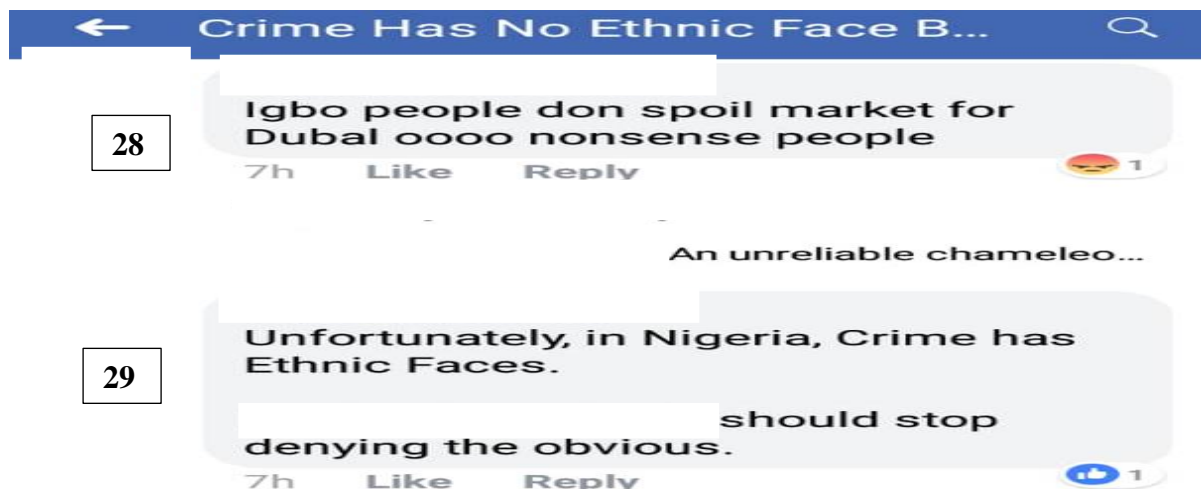 Crime Has No Ethnic Face B...
28
Igbo people don spoil market for
Dubal oooo nonsense people
7h Like Reply
1
An unreliable chameleo...
29
Unfortunately, in Nigeria, Crime has
Ethnic Faces.
should stop
denying the obvious.
7h Like Reply
1